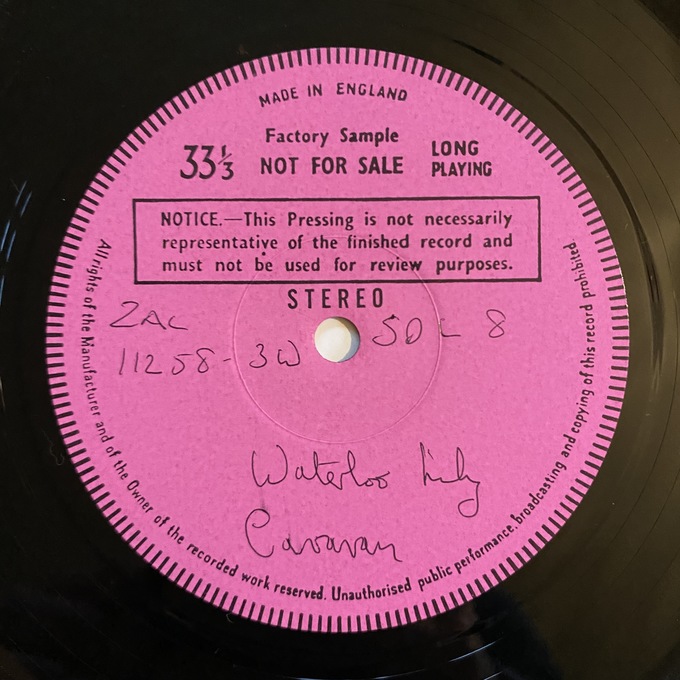 MADE IN ENGLAND
Factory Sample
33⅓ NOT FOR SALE LONG PLAYING
NOTICE.—This Pressing is not necessarily
representative of the finished record and
must not be used for review purposes.
STEREO
ZAL SDL 8
11258-3W
Waterloo Lily
Caravan
All rights of the Manufacturer and of the Owner of the recorded work reserved. Unauthorised public performance, broadcasting and copying of this record prohibited.